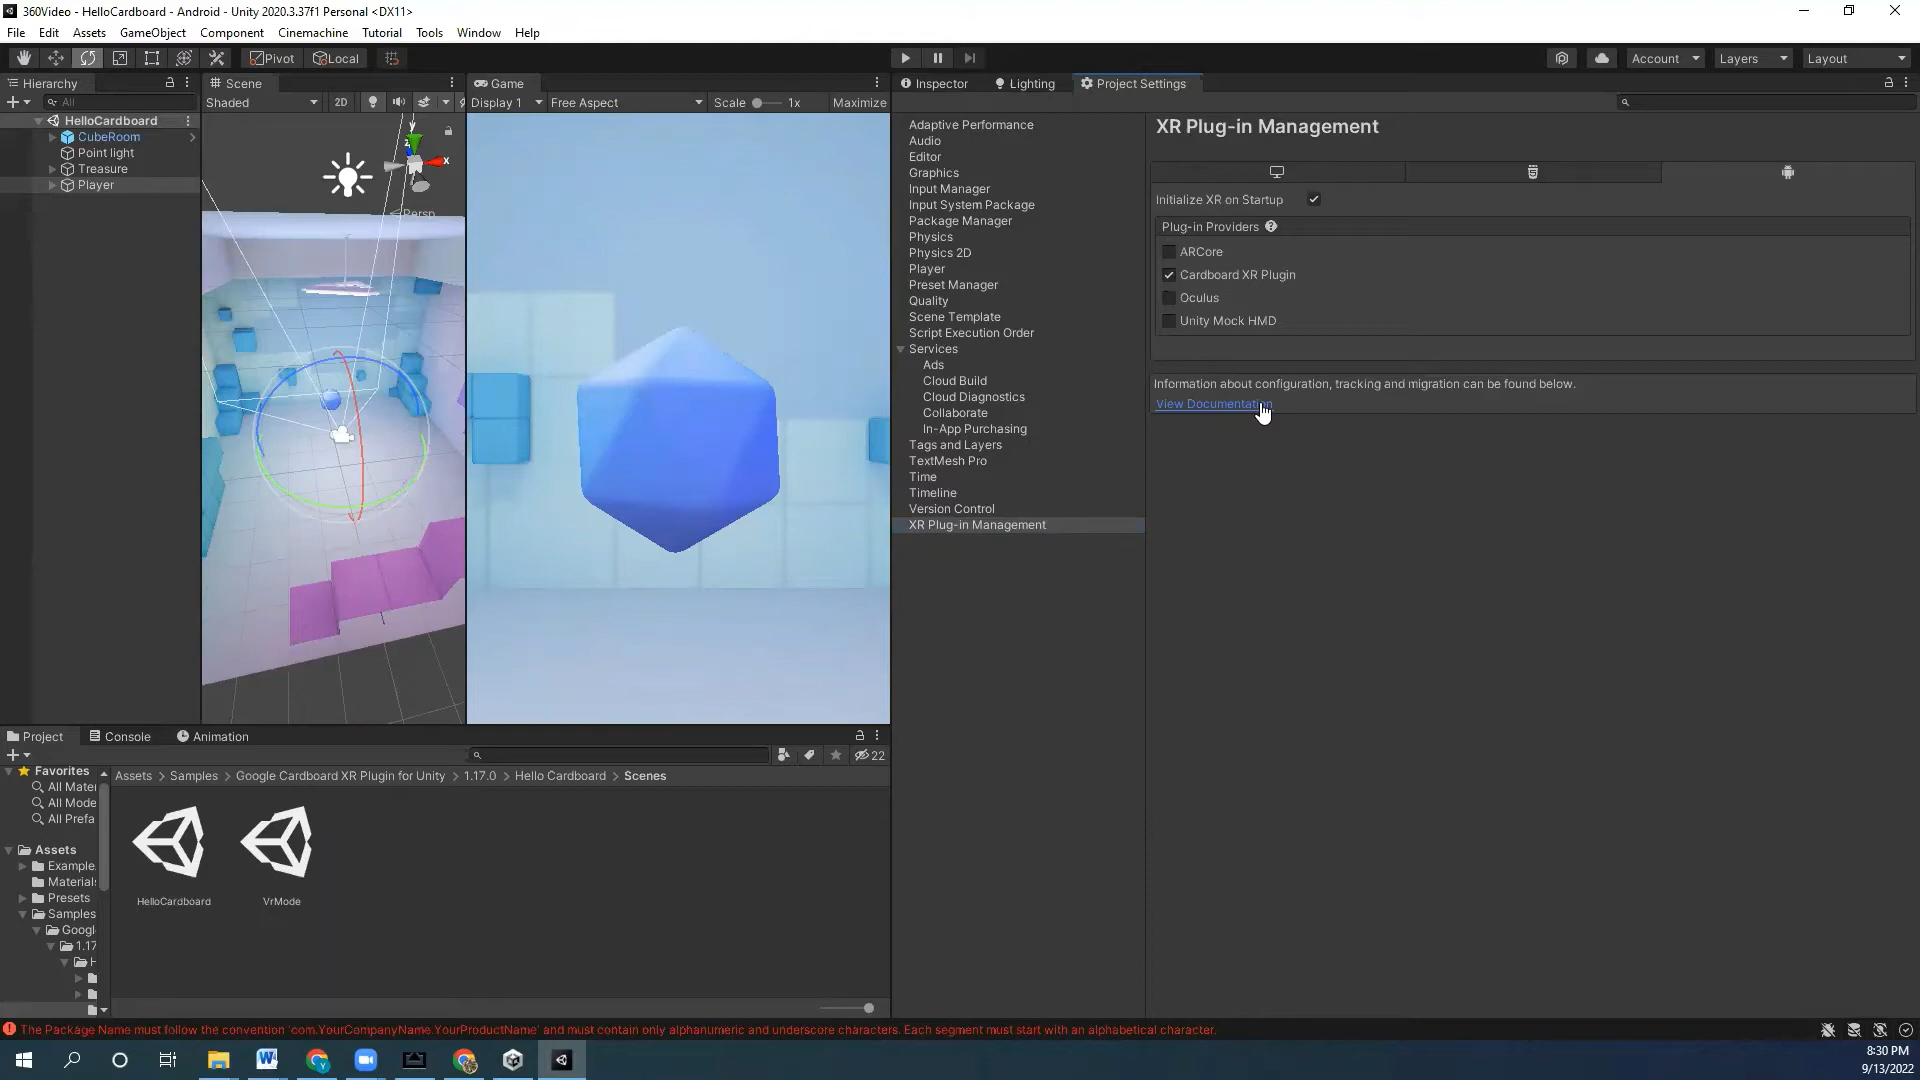 360Video - HelloCardboard - Android - Unity 2020.3.37f1 Personal <DX11>
File Edit Assets GameObject Component Cinemachine Tutorial Tools Window Help
Pivot Local Account Layers Layout
Hierarchy
All
HelloCardboard
CubeRoom
Point light
Treasure
Player
Scene
Shaded 2D
y
x
Persp
Game
Display 1 Free Aspect Scale 1x Maximize
Inspector Lighting Project Settings
Adaptive Performance
Audio
Editor
Graphics
Input Manager
Input System Package
Package Manager
Physics
Physics 2D
Player
Preset Manager
Quality
Scene Template
Script Execution Order
Services
Ads
Cloud Build
Cloud Diagnostics
Collaborate
In-App Purchasing
Tags and Layers
TextMesh Pro
Time
Timeline
Version Control
XR Plug-in Management
XR Plug-in Management
Initialize XR on Startup
Plug-in Providers
ARCore
Cardboard XR Plugin
Oculus
Unity Mock HMD
Information about configuration, tracking and migration can be found below.
View Documentation
Project Console Animation
22
Favorites
All Mater
All Mode
All Prefa
Assets
Example
Materials
Presets
Samples
Googl
1.17
H
Assets > Samples > Google Cardboard XR Plugin for Unity > 1.17.0 > Hello Cardboard > Scenes
HelloCardboard
VrMode
The Package Name must follow the convention 'com.YourCompanyName.YourProductName' and must contain only alphanumeric and underscore characters. Each segment must start with an alphabetical character.
8:30 PM
9/13/2022